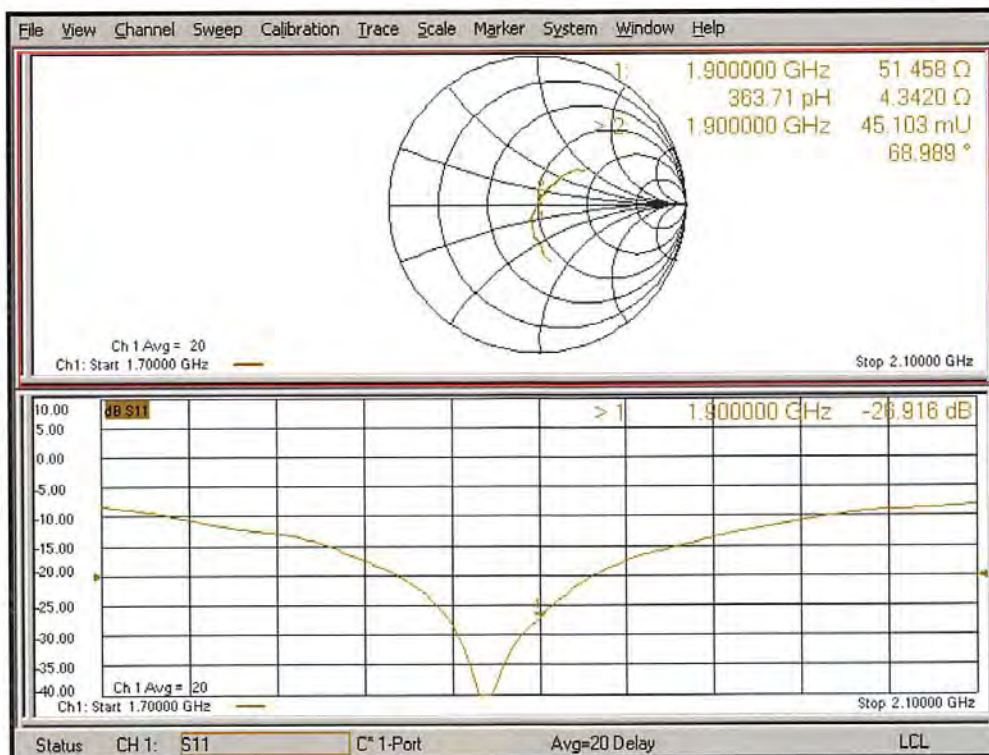 File View Channel Sweep Calibration Trace Scale Marker System Window Help
1: 1.900000 GHz 51.458 Ω
363.71 pH 4.3420 Ω
> 2: 1.900000 GHz 45.103 mU
68.989 °
Ch 1 Avg = 20
Ch1: Start 1.70000 GHz
Stop 2.10000 GHz
10.00
dB S11
> 1 1.900000 GHz -26.916 dB
5.00
0.00
-5.00
-10.00
-15.00
-20.00
-25.00
1
-30.00
-35.00
-40.00
Ch 1 Avg = 20
Ch1: Start 1.70000 GHz
Stop 2.10000 GHz
Status CH 1: S11 C* 1-Port Avg=20 Delay LCL